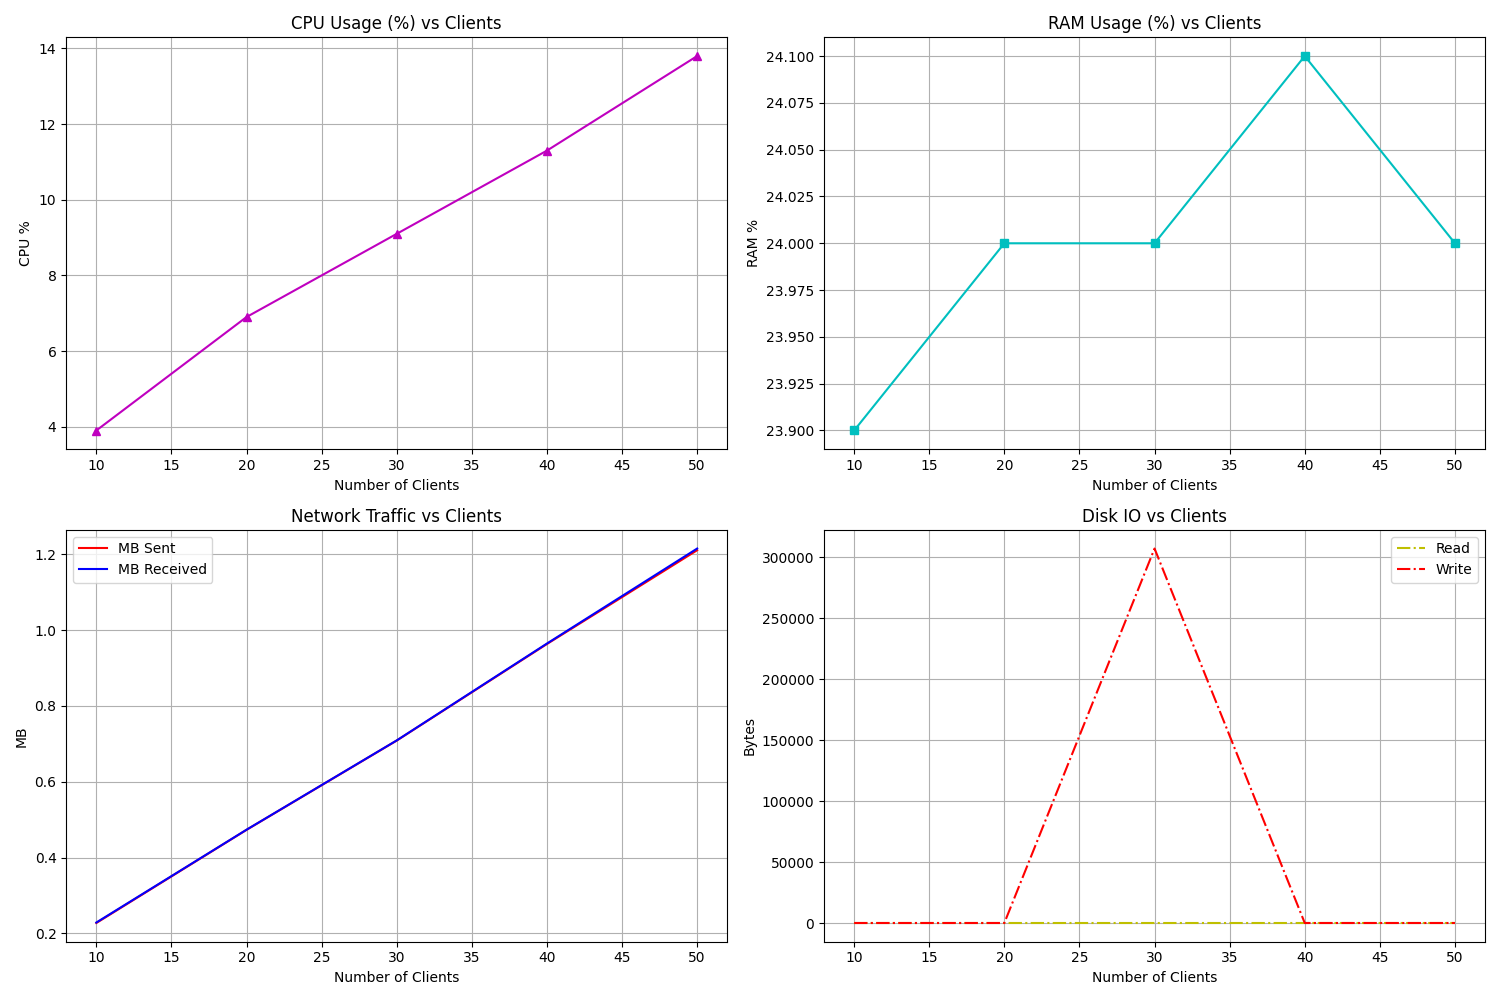 CPU Usage (%) vs Clients
14
12
10
8
6
4
CPU %
10 15 20 25 30 35 40 45 50
Number of Clients
RAM Usage (%) vs Clients
24.100
24.075
24.050
24.025
24.000
23.975
23.950
23.925
23.900
RAM %
10 15 20 25 30 35 40 45 50
Number of Clients
Network Traffic vs Clients
MB Sent
MB Received
1.2
1.0
0.8
0.6
0.4
0.2
MB
10 15 20 25 30 35 40 45 50
Number of Clients
Disk IO vs Clients
Read
Write
300000
250000
200000
150000
100000
50000
0
Bytes
10 15 20 25 30 35 40 45 50
Number of Clients